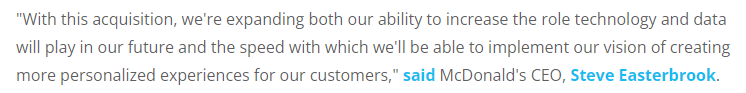 "With this acquisition, we're expanding both our ability to increase the role technology and data
will play in our future and the speed with which we'll be able to implement our vision of creating
more personalized experiences for our customers," said McDonald's CEO, Steve Easterbrook.